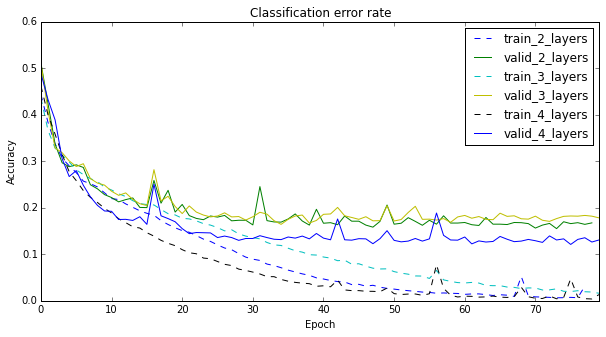 Classification error rate
0.6
0.5
0.4
0.3
0.2
0.1
0.0
Accuracy
train_2_layers
valid_2_layers
train_3_layers
valid_3_layers
train_4_layers
valid_4_layers
0 10 20 30 40 50 60 70
Epoch